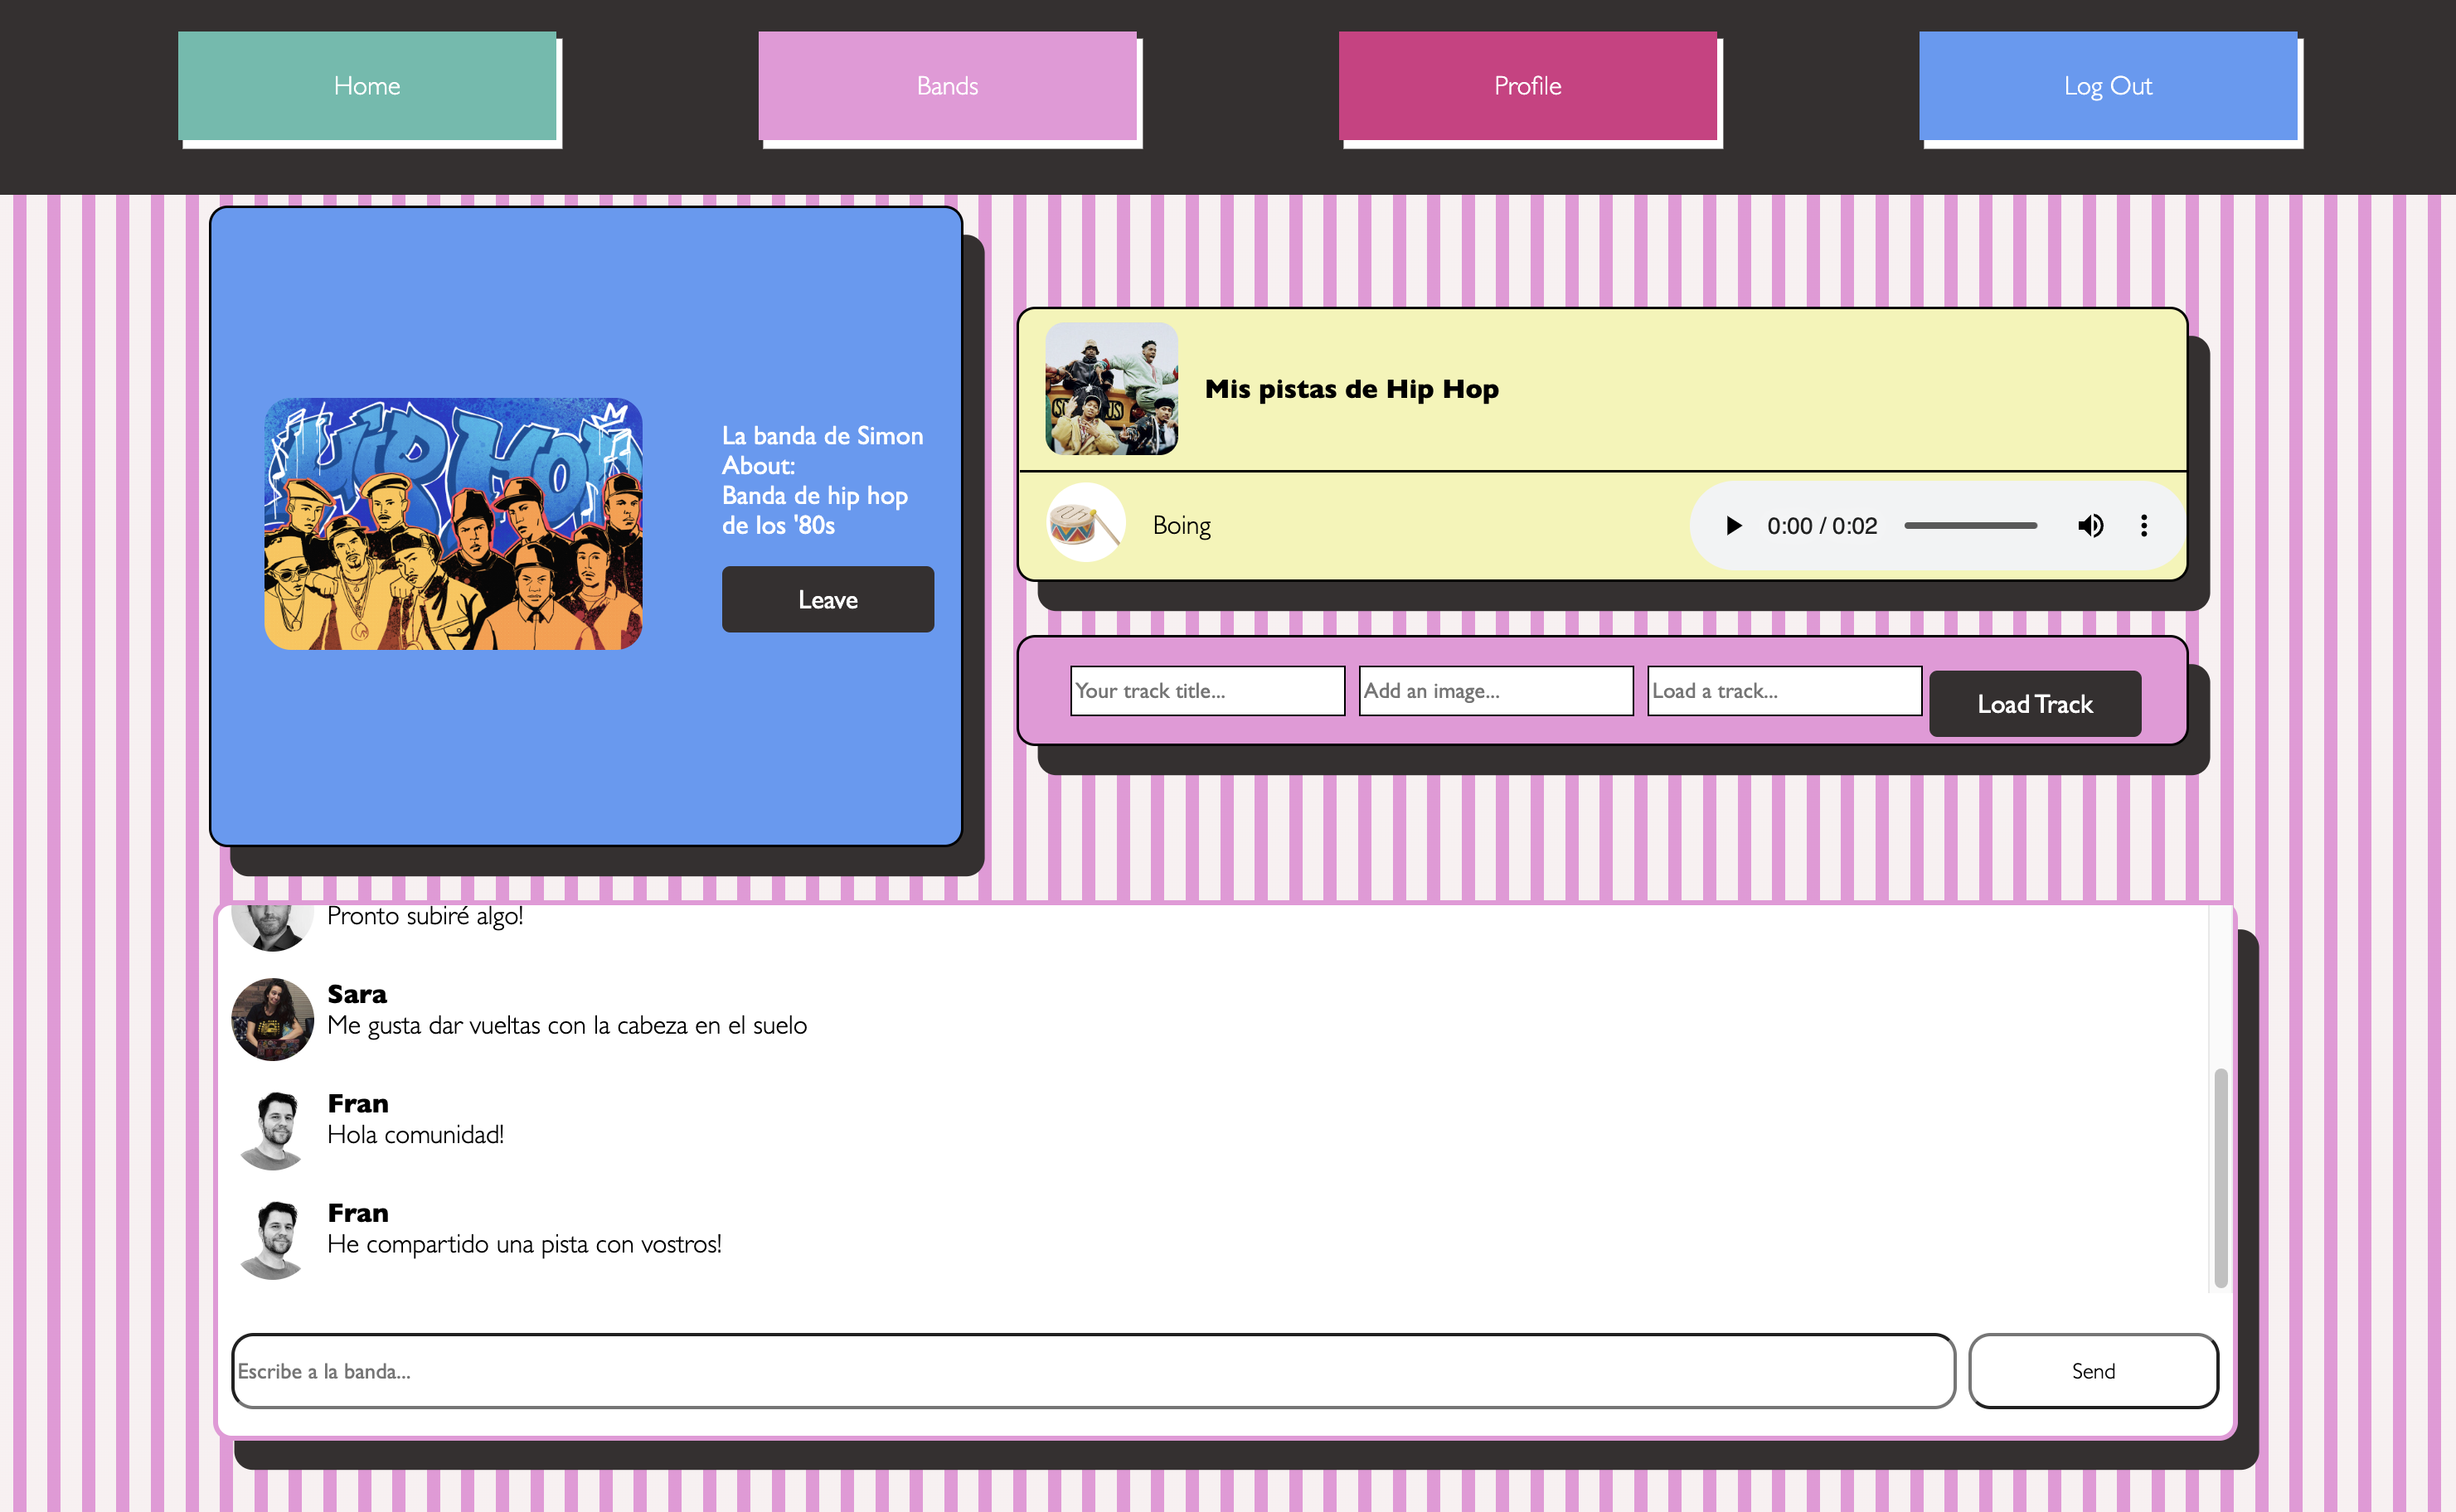 Home
Bands
Profile
Log Out
HIP HOP
La banda de Simon
About:
Banda de hip hop
de los '80s
Leave
Mis pistas de Hip Hop
Boing
0:00 / 0:02
Your track title...
Add an image...
Load a track...
Load Track
Pronto subiré algo!
Sara
Me gusta dar vueltas con la cabeza en el suelo
Fran
Hola comunidad!
Fran
He compartido una pista con vostros!
Escribe a la banda...
Send